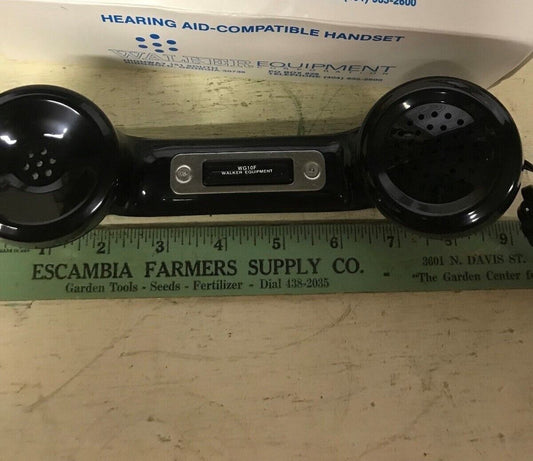 HEARING AID-COMPATIBLE HANDSET
WALKER EQUIPMENT
WG10F
WALKER EQUIPMENT
1 2 3 4 5 6 7 8 9
ESCAMBIA FARMERS SUPPLY CO. -
3601 N. DAVIS ST.
Garden Tools - Seeds - Fertilizer - Dial 438-2035
"The Garden Center